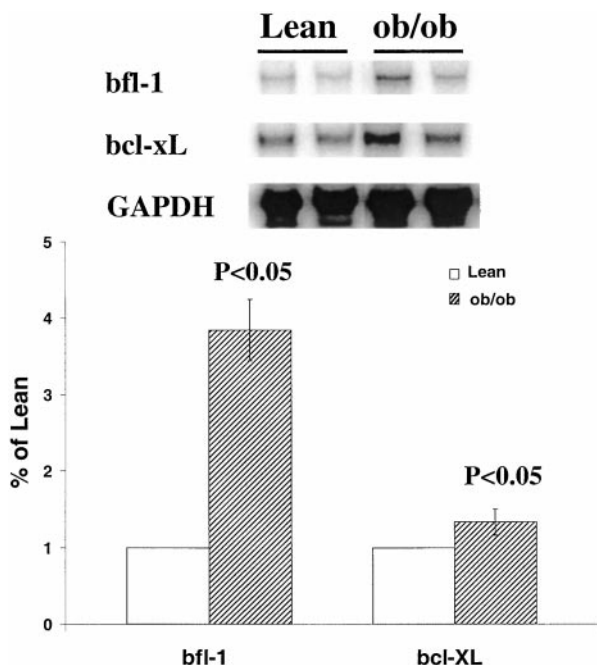 Lean ob/ob
bfl-1
bcl-xL
GAPDH
5
P<0.05
Lean
ob/ob
4
3
% of Lean
2
P<0.05
1
0
bfl-1 bcl-XL